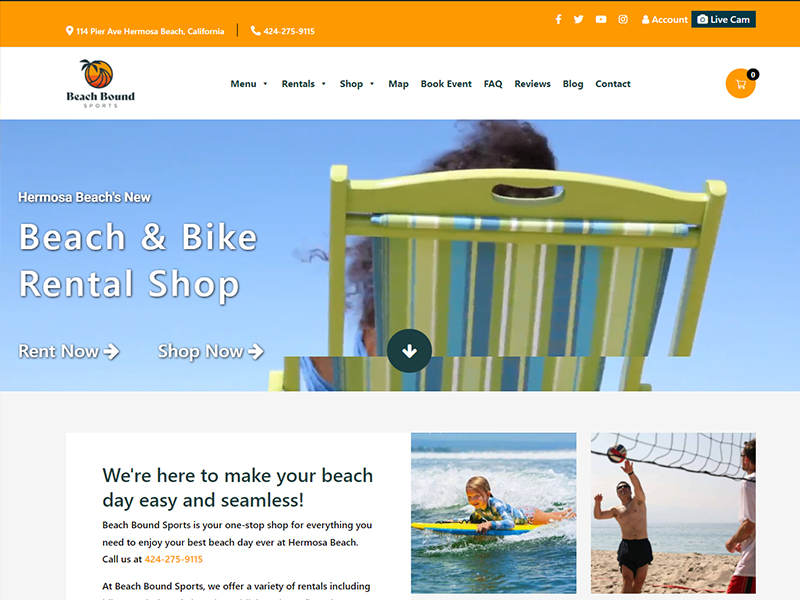 114 Pier Ave Hermosa Beach, California
424-275-9115
Account
Live Cam
Beach Bound
SPORTS
Menu
Rentals
Shop
Map
Book Event
FAQ
Reviews
Blog
Contact
0
Hermosa Beach's New
Beach & Bike
Rental Shop
Rent Now
Shop Now
We're here to make your beach
day easy and seamless!
Beach Bound Sports is your one-stop shop for everything you
need to enjoy your best beach day ever at Hermosa Beach.
Call us at 424-275-9115
At Beach Bound Sports, we offer a variety of rentals including